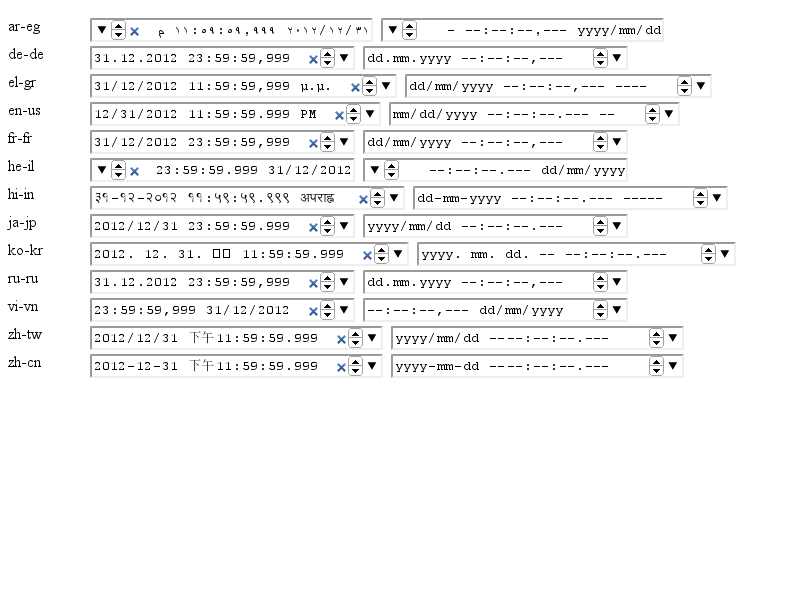 ar-eg ٣١/١٢/٢٠١٢ ١١:٥٩:٥٩,٩٩٩ م yyyy/mm/dd --:--:--,--- -
de-de 31.12.2012 23:59:59,999 dd.mm.yyyy --:--:--,---
el-gr 31/12/2012 11:59:59,999 μ.μ. dd/mm/yyyy --:--:--,--- ----
en-us 12/31/2012 11:59:59.999 PM mm/dd/yyyy --:--:--.--- --
fr-fr 31/12/2012 23:59:59,999 dd/mm/yyyy --:--:--,---
he-il 23:59:59.999 31/12/2012 --:--:--.--- dd/mm/yyyy
hi-in ३१-१२-२०१२ ११:५९:५९.९९९ अपराह्न dd-mm-yyyy --:--:--.--- -----
ja-jp 2012/12/31 23:59:59.999 yyyy/mm/dd --:--:--.---
ko-kr 2012. 12. 31. 11:59:59.999 yyyy. mm. dd. -- --:--:--.---
ru-ru 31.12.2012 23:59:59,999 dd.mm.yyyy --:--:--,---
vi-vn 23:59:59,999 31/12/2012 --:--:--,--- dd/mm/yyyy
zh-tw 2012/12/31 下午11:59:59.999 yyyy/mm/dd ----:--:--.---
zh-cn 2012-12-31 下午11:59:59.999 yyyy-mm-dd ----:--:--.---